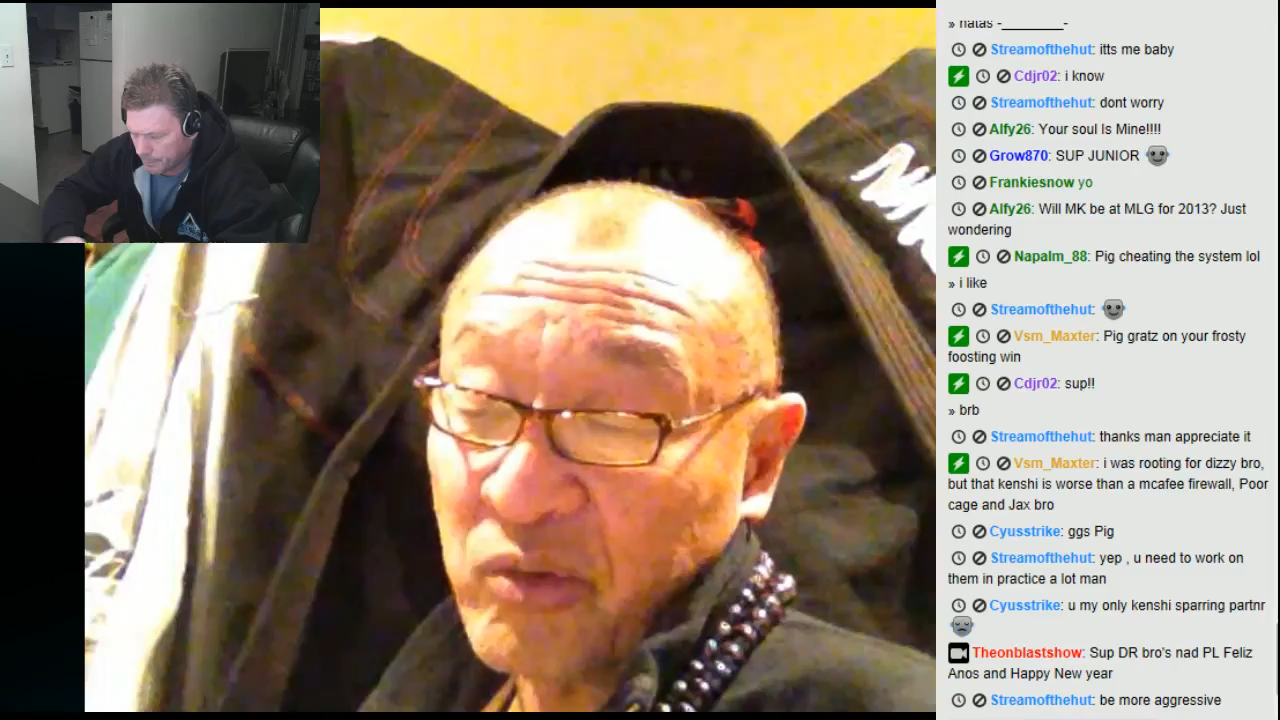 » natas -________-
Streamofthehut: itts me baby
Cdjr02: i know
Streamofthehut: dont worry
Alfy26: Your soul Is Mine!!!!
Grow870: SUP JUNIOR
Frankiesnow yo
Alfy26: Will MK be at MLG for 2013? Just
wondering
Napalm_88: Pig cheating the system lol
» i like
Streamofthehut:
Vsm_Maxter: Pig gratz on your frosty
foosting win
Cdjr02: sup!!
» brb
Streamofthehut: thanks man appreciate it
Vsm_Maxter: i was rooting for dizzy bro,
but that kenshi is worse than a mcafee firewall, Poor
cage and Jax bro
Cyusstrike: ggs Pig
Streamofthehut: yep , u need to work on
them in practice a lot man
Cyusstrike: u my only kenshi sparring partnr
Theonblastshow: Sup DR bro's nad PL Feliz
Anos and Happy New year
Streamofthehut: be more aggressive